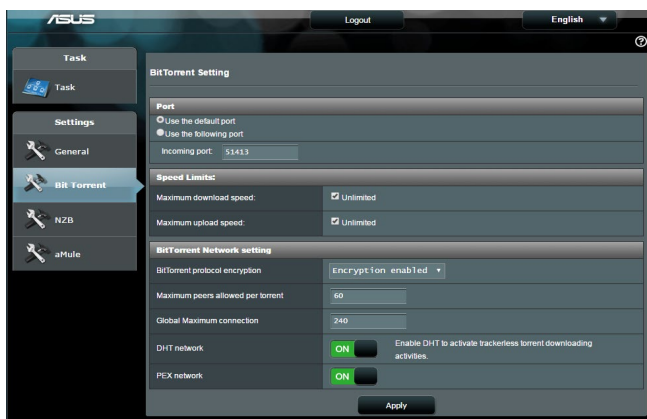 ASUS
Logout
English
Task
Task
Settings
General
Bit Torrent
NZB
aMule
BitTorrent Setting
Port
Use the default port
Use the following port
Incoming port: 51413
Speed Limits:
Maximum download speed: Unlimited
Maximum upload speed: Unlimited
BitTorrent Network setting
BitTorrent protocol encryption Encryption enabled
Maximum peers allowed per torrent 60
Global Maximum connection 240
DHT network ON Enable DHT to activate trackerless torrent downloading
activities.
PEX network ON
Apply